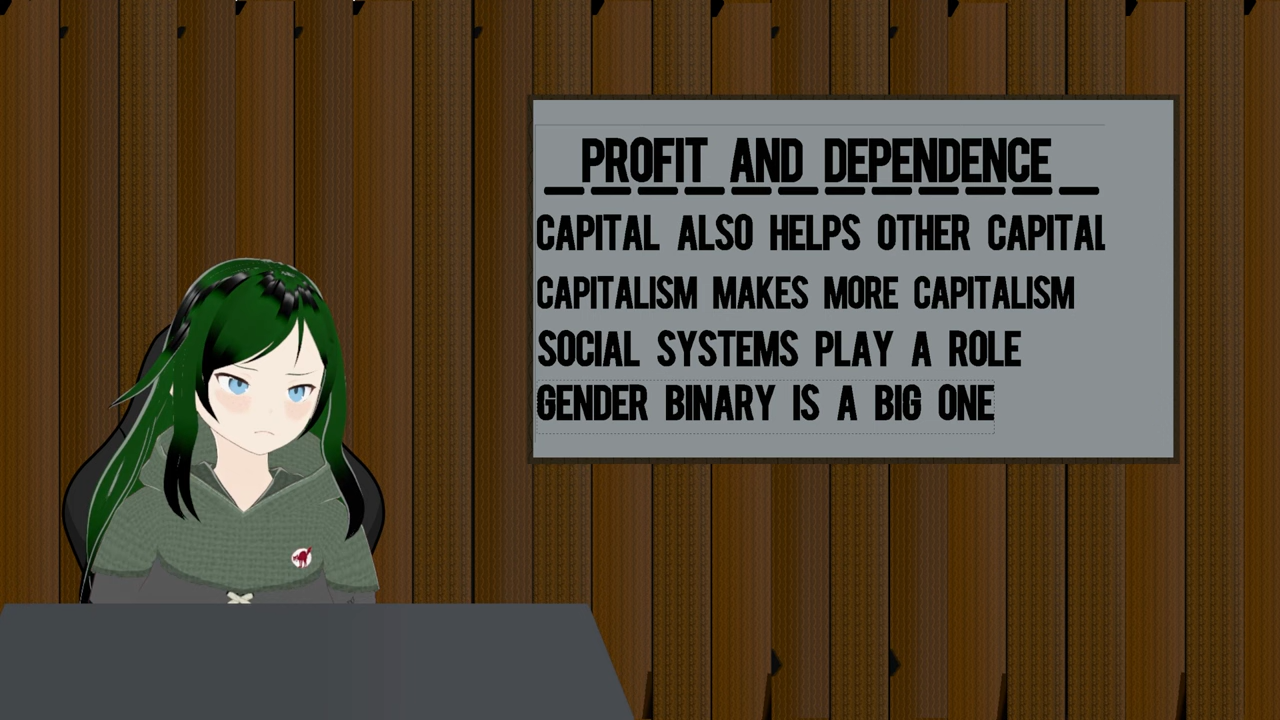 PROFIT AND DEPENDENCE
CAPITAL ALSO HELPS OTHER CAPITAL
CAPITALISM MAKES MORE CAPITALISM
SOCIAL SYSTEMS PLAY A ROLE
GENDER BINARY IS A BIG ONE